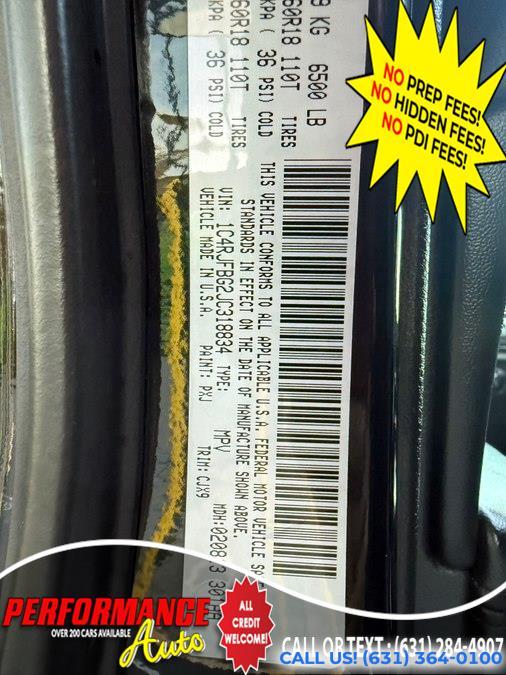 9 KG 6500 LB
60R18 110T TIRES
KPA ( 36 PSI) COLD
60R18 110T TIRES
KPA ( 36 PSI) COLD
THIS VEHICLE CONFORMS TO ALL APPLICABLE U.S.A. FEDERAL MOTOR VEHICLE
STANDARDS IN EFFECT ON THE DATE OF MANUFACTURE SHOWN ABOVE.
VIN: 1C4RJFBG2JC318834 TYPE: MPV
VEHICLE MADE IN U.S.A. PAINT: PXJ TRIM: CJX9
NO PREP FEES!
NO HIDDEN FEES!
NO PDI FEES!
PERFORMANCE
OVER 200 CARS AVAILABLE
Auto
ALL
CREDIT
WELCOME!
CALL OR TEXT : (631) 284-4907
CALL US! (631) 364-0100